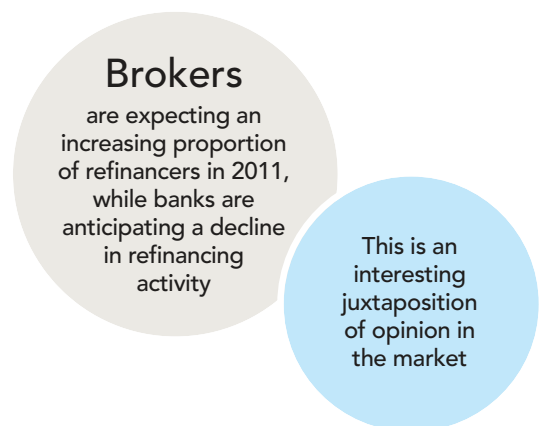 Brokers
are expecting an
increasing proportion
of refinancers in 2011,
while banks are
anticipating a decline
in refinancing
activity
This is an
interesting
juxtaposition
of opinion in
the market